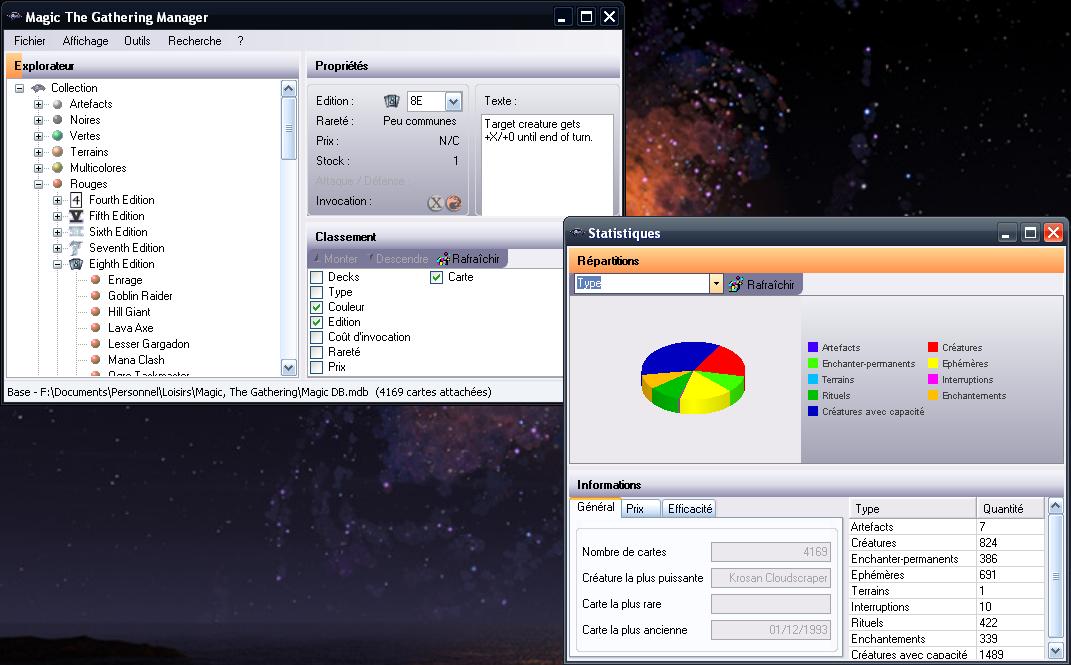 Magic The Gathering Manager
Fichier Affichage Outils Recherche ?
Explorateur
Collection
Artefacts
Noires
Vertes
Terrains
Multicolores
Rouges
4 Fourth Edition
V Fifth Edition
Sixth Edition
7 Seventh Edition
Eighth Edition
Enrage
Goblin Raider
Hill Giant
Lava Axe
Lesser Gargadon
Mana Clash
Ogre Taskmaster
Propriétés
Edition : 8E
Rareté : Peu communes
Prix : N/C
Stock : 1
Attaque / Défense
Invocation : X
Texte :
Target creature gets
+X/+0 until end of turn.
Classement
Monter Descendre Rafraîchir
Decks
Type
Couleur
Edition
Coût d'invocation
Rareté
Prix
Carte
Base - F:\Documents\Personnel\Loisirs\Magic, The Gathering\Magic DB.mdb (4169 cartes attachées)
Statistiques
Répartitions
Type Rafraîchir
Artefacts Créatures
Enchanter-permanents Ephémères
Terrains Interruptions
Rituels Enchantements
Créatures avec capacité
Informations
Général Prix Efficacité
Nombre de cartes 4169
Créature la plus puissante Krosan Cloudscraper
Carte la plus rare
Carte la plus ancienne 01/12/1993
Type Quantité
Artefacts 7
Créatures 824
Enchanter-permanents 386
Ephémères 691
Terrains 1
Interruptions 10
Rituels 422
Enchantements 339
Créatures avec capacité 1489